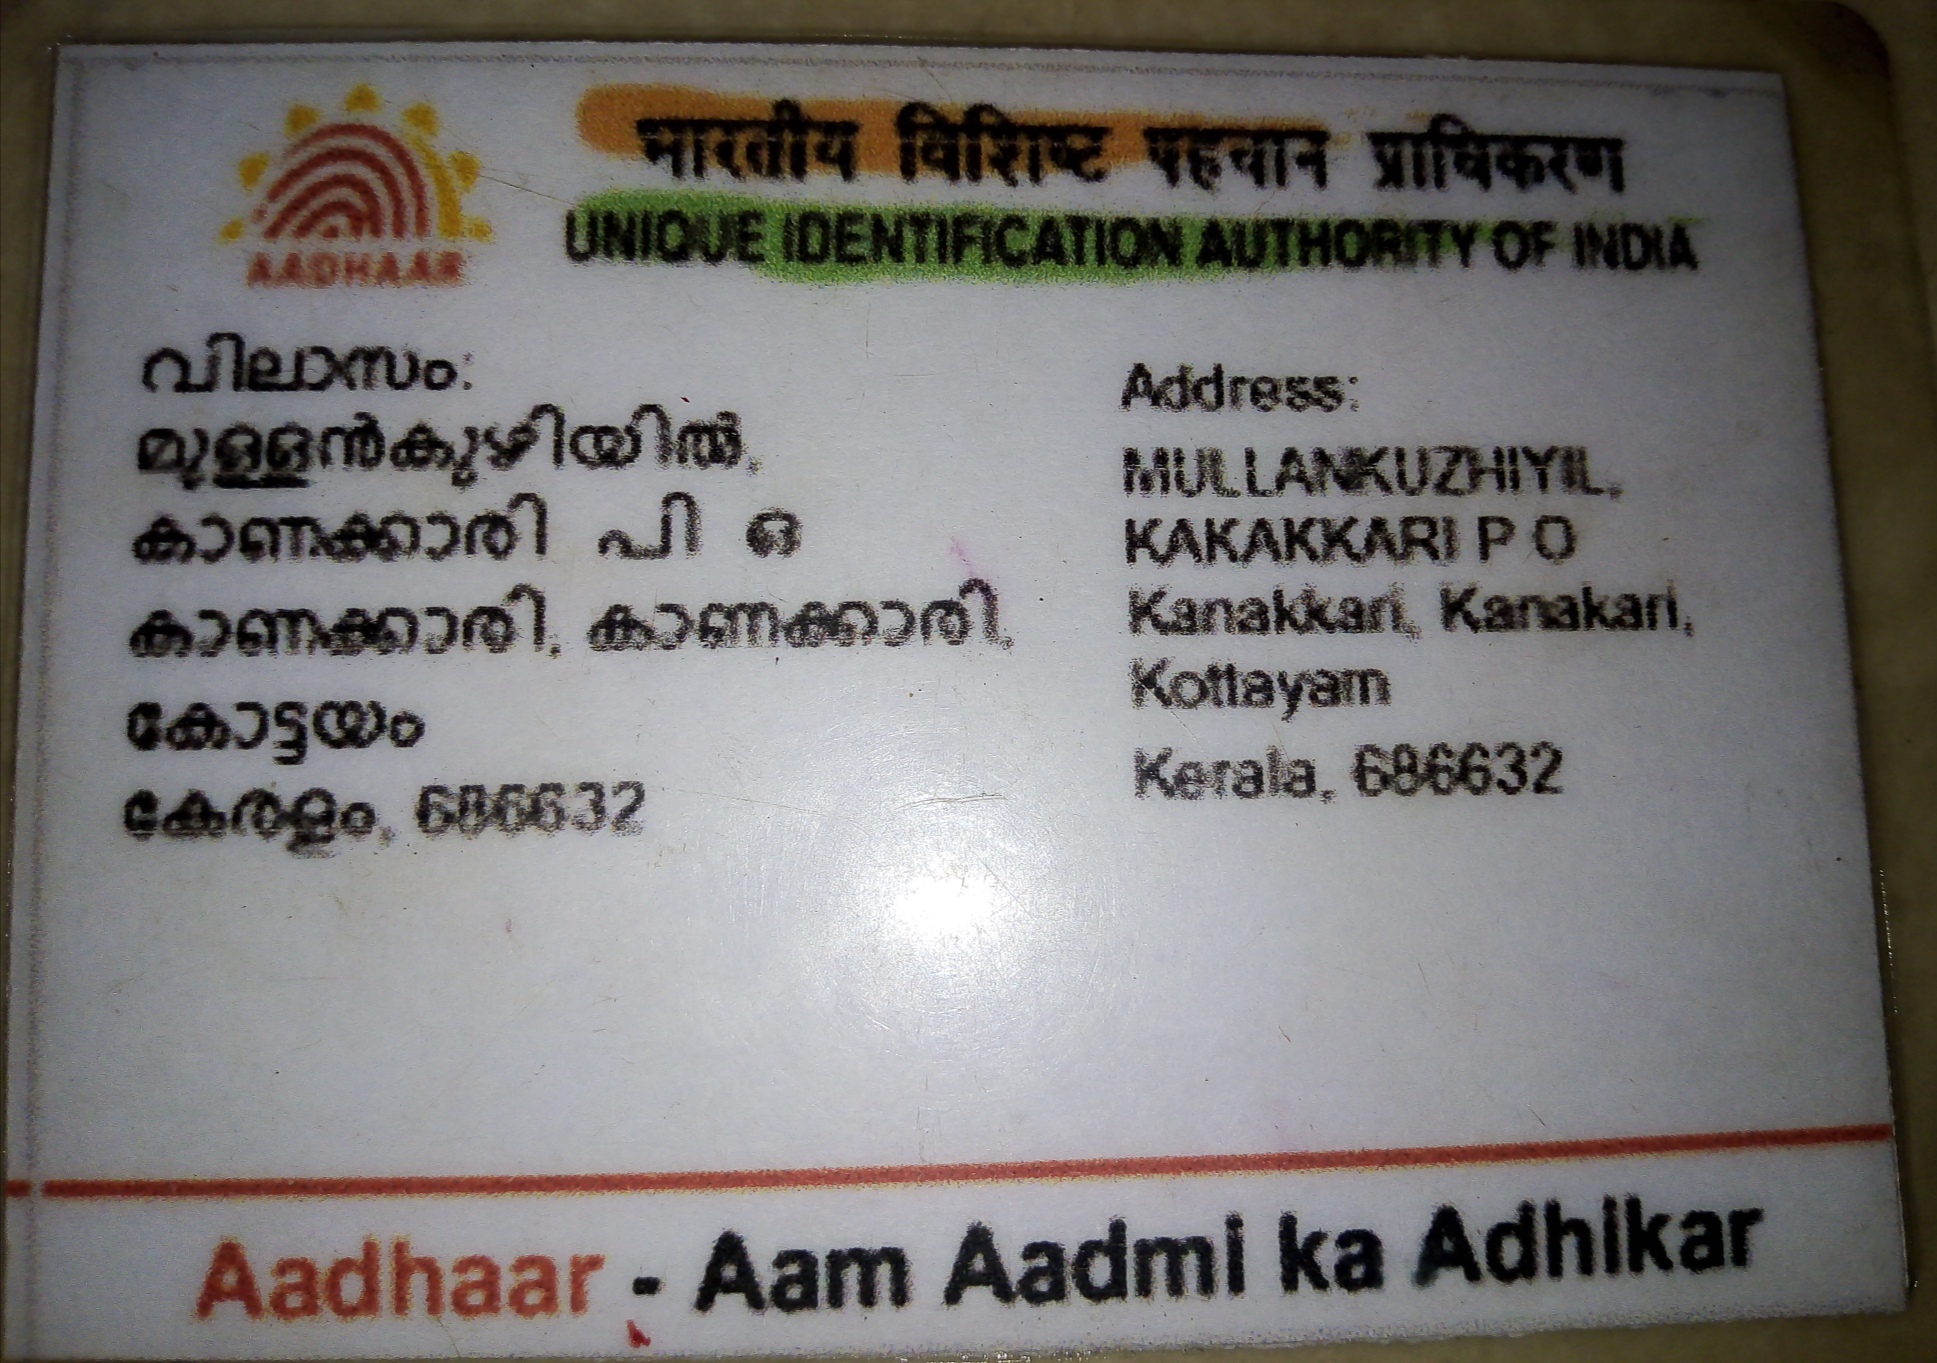 AADHAAR
भारतीय विशिष्ट पहचान प्राधिकरण
UNIQUE IDENTIFICATION AUTHORITY OF INDIA
വിലാസം:
മുള്ളൻകുഴിയിൽ,
കാണക്കാരി പി ഒ
കാണക്കാരി, കാണക്കാരി,
കോട്ടയം
കേരളം, 686632
Address:
MULLANKUZHIYIL,
KAKAKKARI P O
Kanakkari, Kanakari,
Kottayam
Kerala, 686632
Aadhaar - Aam Aadmi ka Adhikar